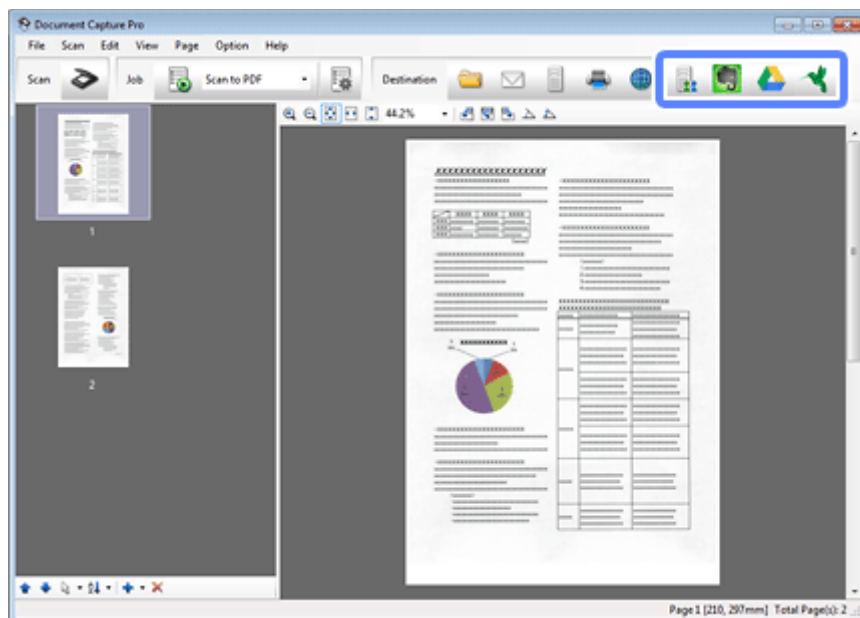 Document Capture Pro
File Scan Edit View Page Option Help
Scan Job Scan to PDF Destination
44.2%
1
2
Page 1 [210, 297mm] Total Page(s): 2